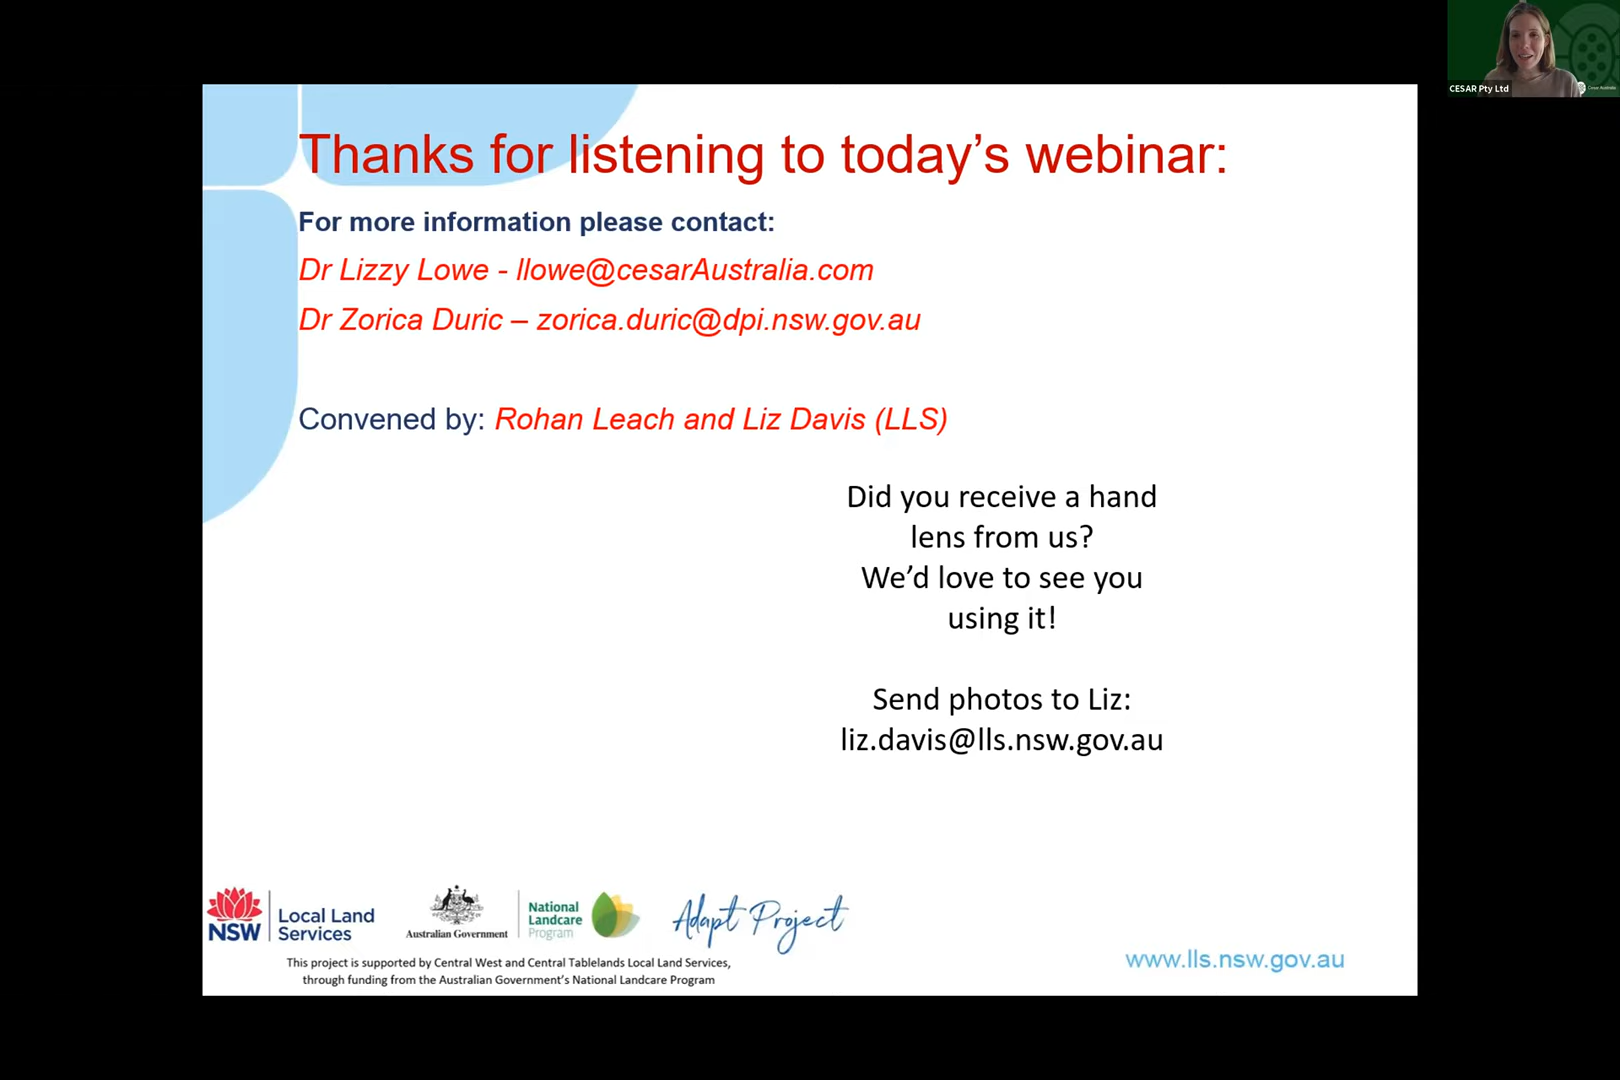 CESAR Pty Ltd
Cesar Australia
Thanks for listening to today’s webinar:
For more information please contact:
Dr Lizzy Lowe - llowe@cesarAustralia.com
Dr Zorica Duric – zorica.duric@dpi.nsw.gov.au
Convened by: Rohan Leach and Liz Davis (LLS)
Did you receive a hand
lens from us?
We’d love to see you
using it!
Send photos to Liz:
liz.davis@lls.nsw.gov.au
NSW
Local Land
Services
Australian Government
National
Landcare
Program
Adapt Project
This project is supported by Central West and Central Tablelands Local Land Services,
through funding from the Australian Government’s National Landcare Program
www.lls.nsw.gov.au